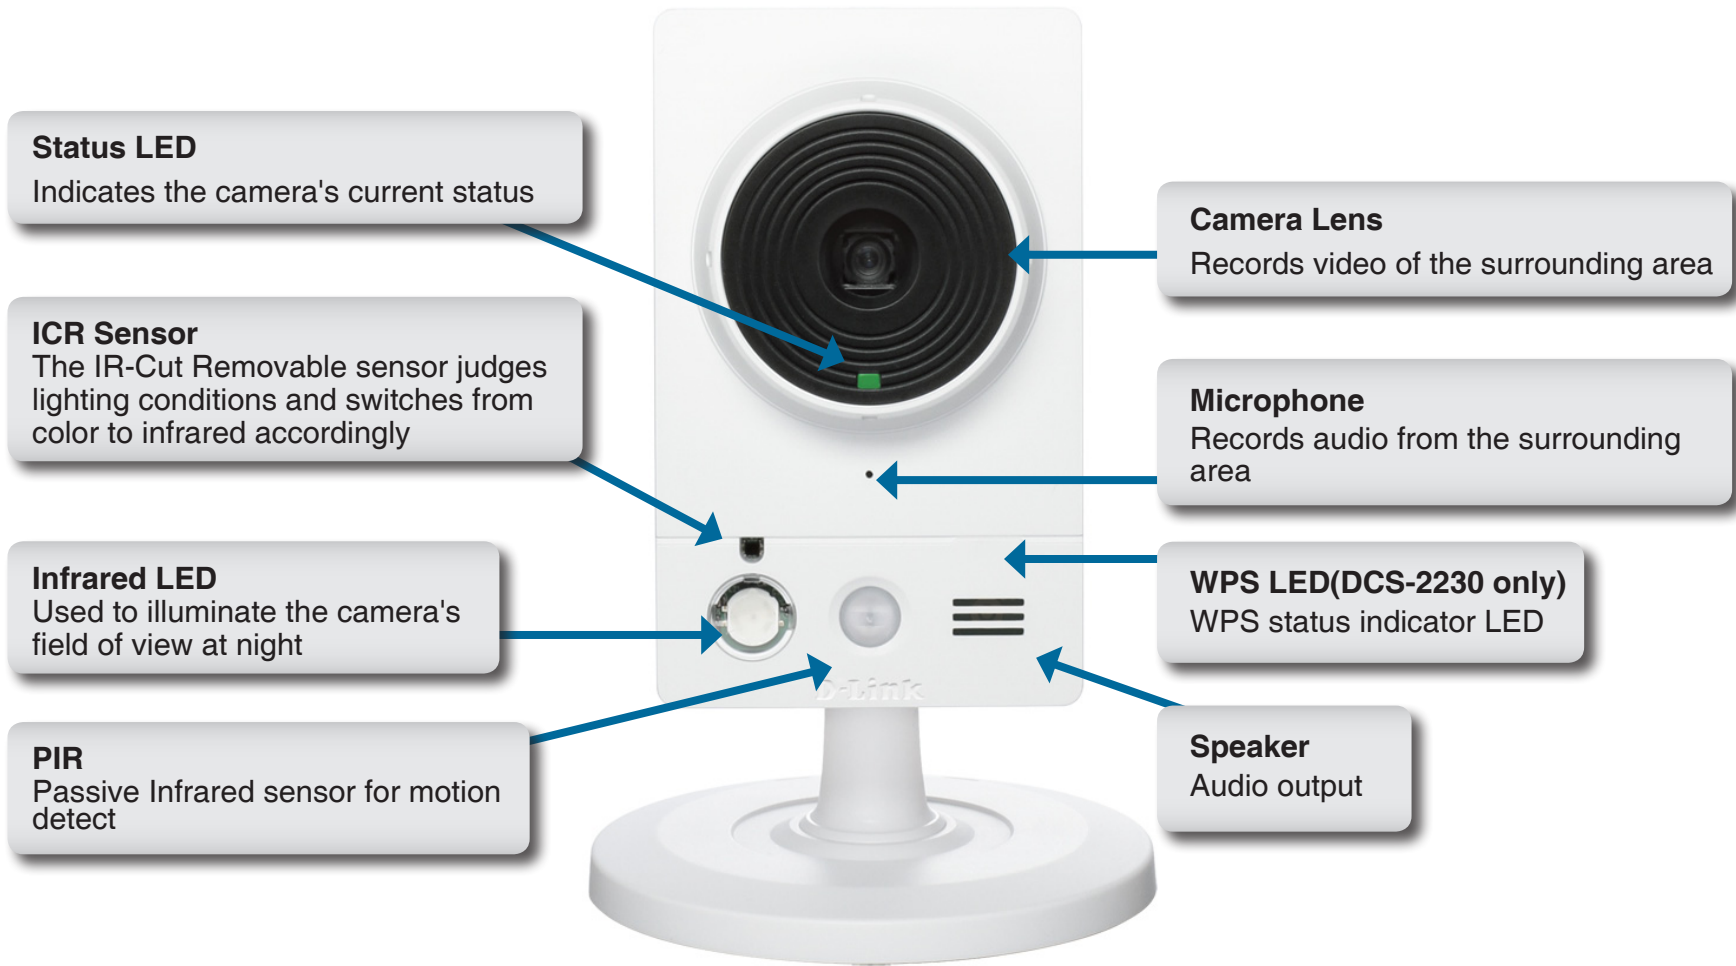 Status LED
Indicates the camera's current status
ICR Sensor
The IR-Cut Removable sensor judges
lighting conditions and switches from
color to infrared accordingly
Infrared LED
Used to illuminate the camera's
field of view at night
PIR
Passive Infrared sensor for motion
detect
Camera Lens
Records video of the surrounding area
Microphone
Records audio from the surrounding
area
WPS LED(DCS-2230 only)
WPS status indicator LED
Speaker
Audio output
D-Link